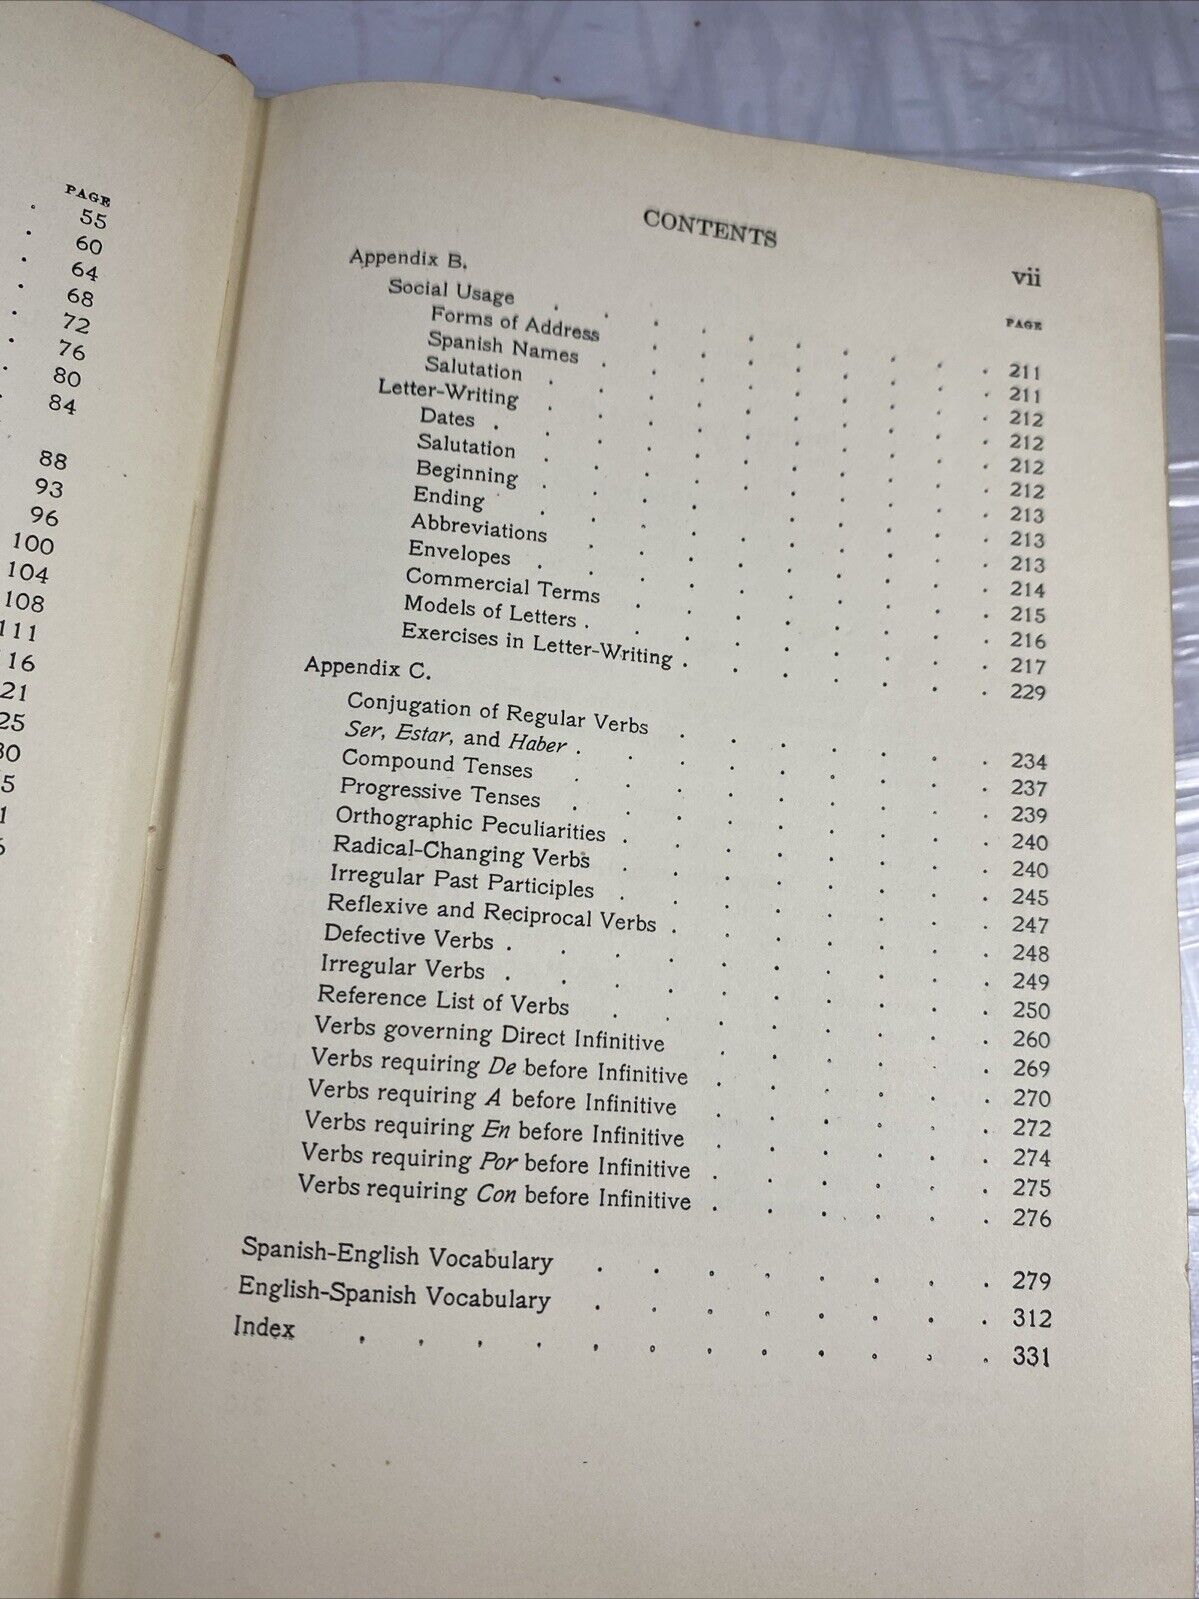 PAGE
. 55
. 60
. 64
. 68
. 72
. 76
. 80
. 84
88
93
96
100
104
108
111
16
21
25
30
5
1
6
CONTENTS
vii
PAGE
Appendix B.
Social Usage . . . . . . . . . . 211
Forms of Address . . . . . . . . 211
Spanish Names . . . . . . . . . 212
Salutation . . . . . . . . . . 212
Letter-Writing . . . . . . . . . . 212
Dates . . . . . . . . . . . 212
Salutation . . . . . . . . . . 213
Beginning . . . . . . . . . . 213
Ending . . . . . . . . . . 213
Abbreviations . . . . . . . . . 214
Envelopes . . . . . . . . . . 215
Commercial Terms . . . . . . . . 216
Models of Letters . . . . . . . . . 217
Exercises in Letter-Writing . . . . . . . 229
Appendix C.
Conjugation of Regular Verbs . . . . . . . 234
Ser, Estar, and Haber . . . . . . . . . 237
Compound Tenses . . . . . . . . . 239
Progressive Tenses . . . . . . . . . 240
Orthographic Peculiarities . . . . . . . . 240
Radical-Changing Verbs . . . . . . . . 245
Irregular Past Participles . . . . . . . . 247
Reflexive and Reciprocal Verbs . . . . . . . 248
Defective Verbs . . . . . . . . . . 249
Irregular Verbs . . . . . . . . . . 250
Reference List of Verbs . . . . . . . . 260
Verbs governing Direct Infinitive . . . . . . 269
Verbs requiring De before Infinitive . . . . . . 270
Verbs requiring A before Infinitive . . . . . . 272
Verbs requiring En before Infinitive . . . . . . 274
Verbs requiring Por before Infinitive . . . . . . 275
Verbs requiring Con before Infinitive . . . . . . 276
Spanish-English Vocabulary . . . . . . . . 279
English-Spanish Vocabulary . . . . . . . . 312
Index . . . . . . . . . . . . 331